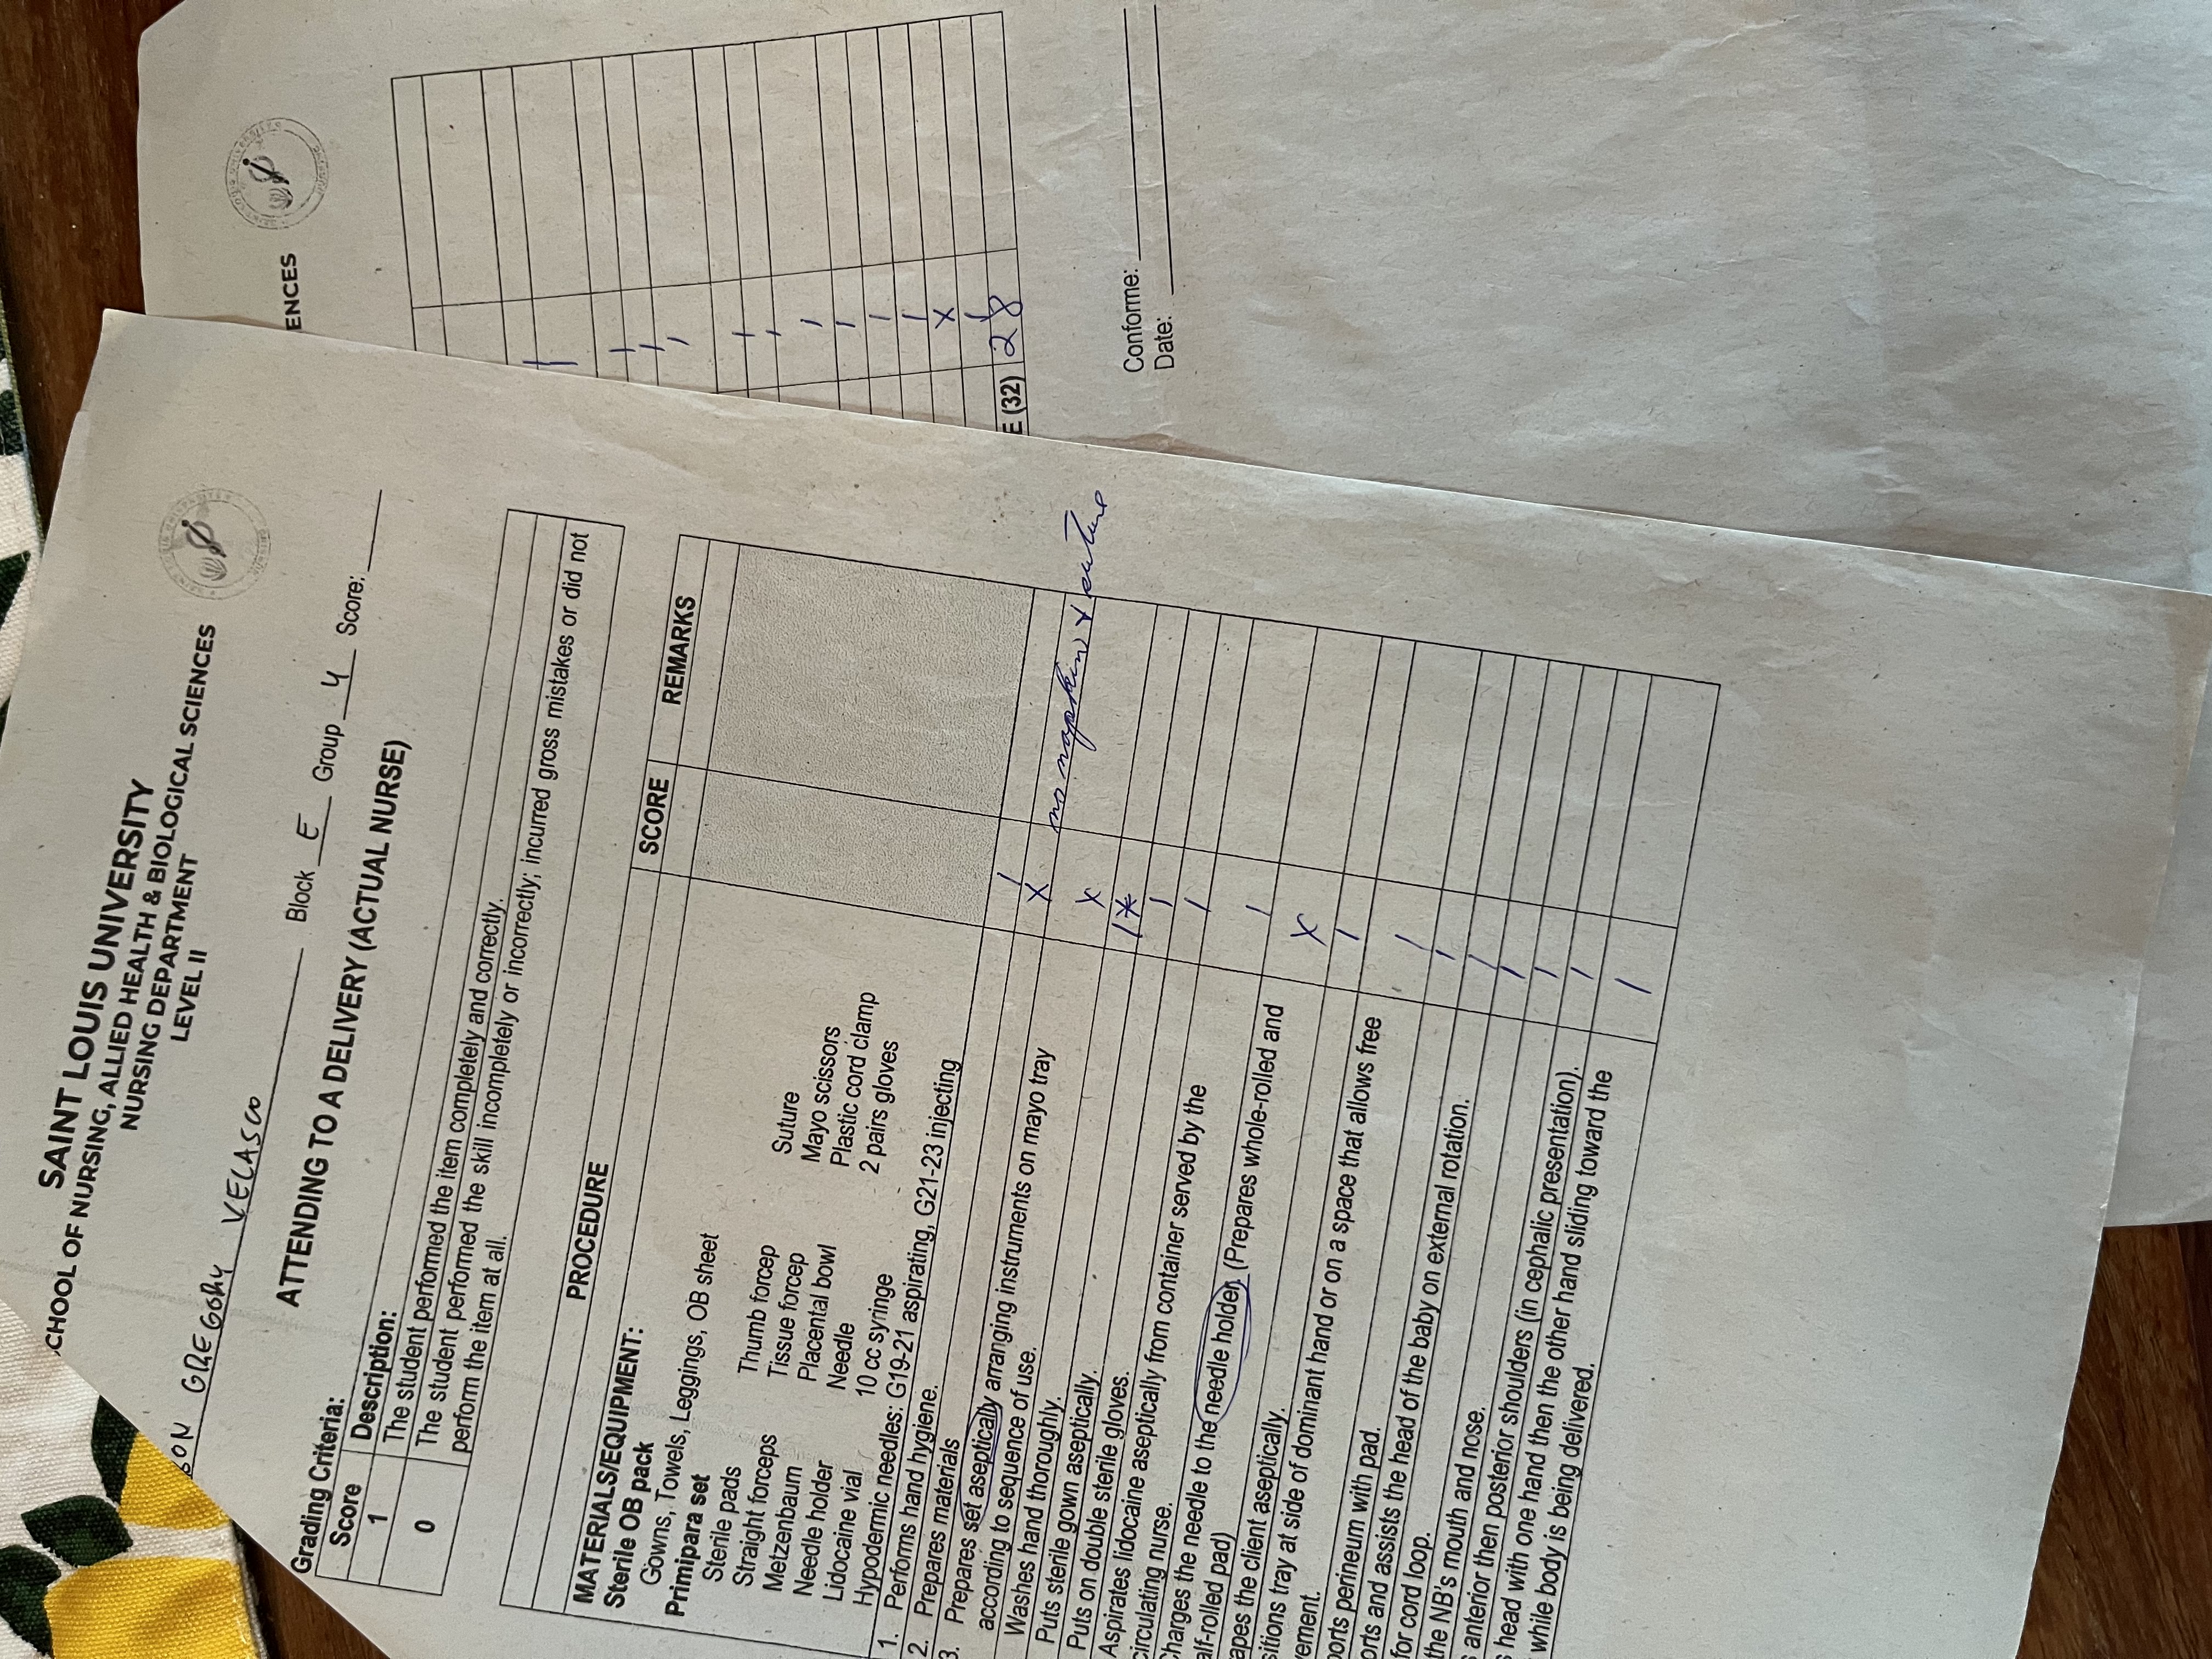 SAINT LOUIS UNIVERSITY
CHOOL OF NURSING, ALLIED HEALTH & BIOLOGICAL SCIENCES
NURSING DEPARTMENT
LEVEL II
SON GREGORY VELASCO Block E Group 4 Score:
ATTENDING TO A DELIVERY (ACTUAL NURSE)
Grading Criteria:
Score Description:
1 The student performed the item completely and correctly.
0 The student performed the skill incompletely or incorrectly; incurred gross mistakes or did not
perform the item at all.
PROCEDURE SCORE REMARKS
MATERIALS/EQUIPMENT:
Sterile OB pack
Gowns, Towels, Leggings, OB sheet
Primipara set
Sterile pads Thumb forcep Suture
Straight forceps Tissue forcep Mayo scissors
Metzenbaum Placental bowl Plastic cord clamp
Needle holder Needle 2 pairs gloves
Lidocaine vial 10 cc syringe
Hypodermic needles: G19-21 aspirating, G21-23 injecting
1. Performs hand hygiene. /
2. Prepares materials X no napkin & suture
3. Prepares set aseptically arranging instruments on mayo tray
according to sequence of use. X
Washes hand thoroughly. /*
Puts sterile gown aseptically. /
Puts on double sterile gloves. /
Aspirates lidocaine aseptically from container served by the
circulating nurse. /
Charges the needle to the needle holder. (Prepares whole-rolled and
alf-rolled pad) X
apes the client aseptically. /
sitions tray at side of dominant hand or on a space that allows free
vement. /
ports perineum with pad. /
orts and assists the head of the baby on external rotation. /
for cord loop. /
the NB's mouth and nose. /
s anterior then posterior shoulders (in cephalic presentation). /
s head with one hand then the other hand sliding toward the
while body is being delivered. /
ENCES
/
/
/
/
/
/
/
/
/
/
X
/
E (32) 28
Conforme:
Date: